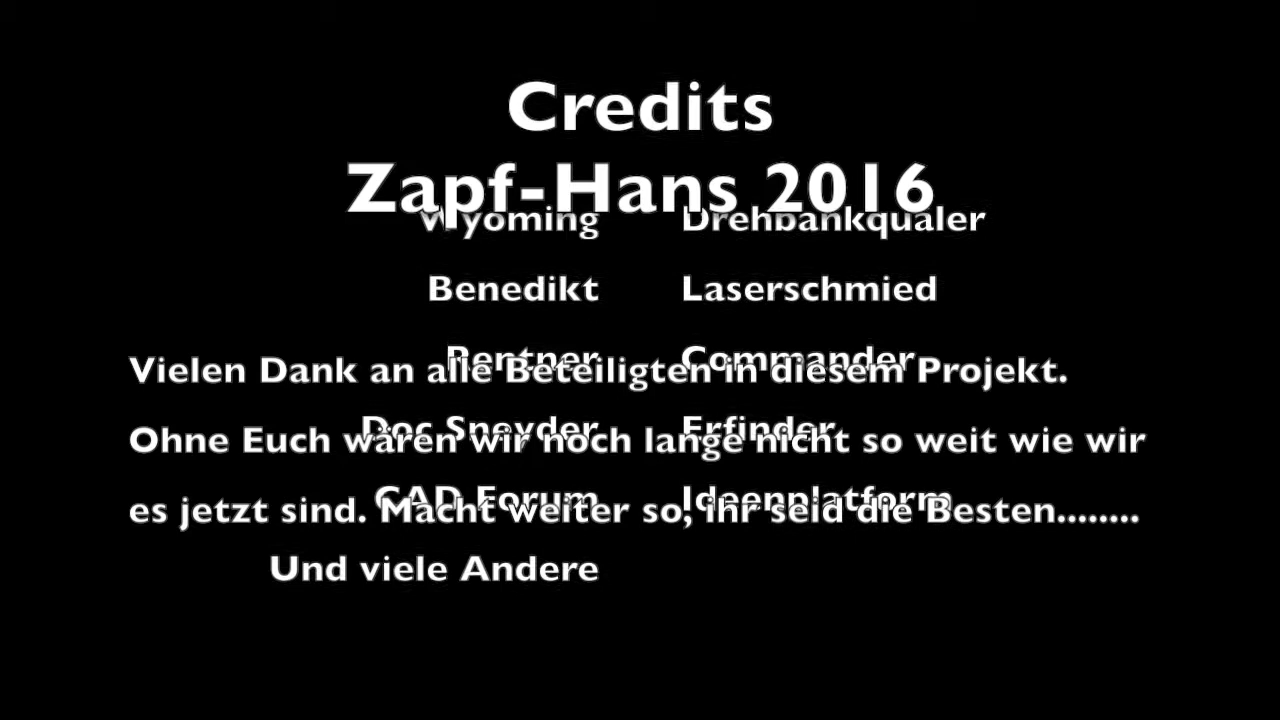 Credits
Zapf-Hans 2016
Wyoming Drehbankqualer
Benedikt Laserschmied
Rentner Commander
Vielen Dank an alle Beteiligten in diesem Projekt.
Doc Sneyder Erfinder
Ohne Euch wären wir noch lange nicht so weit wie wir
CAD Forum Ideenplatform
es jetzt sind. Macht weiter so, ihr seid die Besten........
Und viele Andere